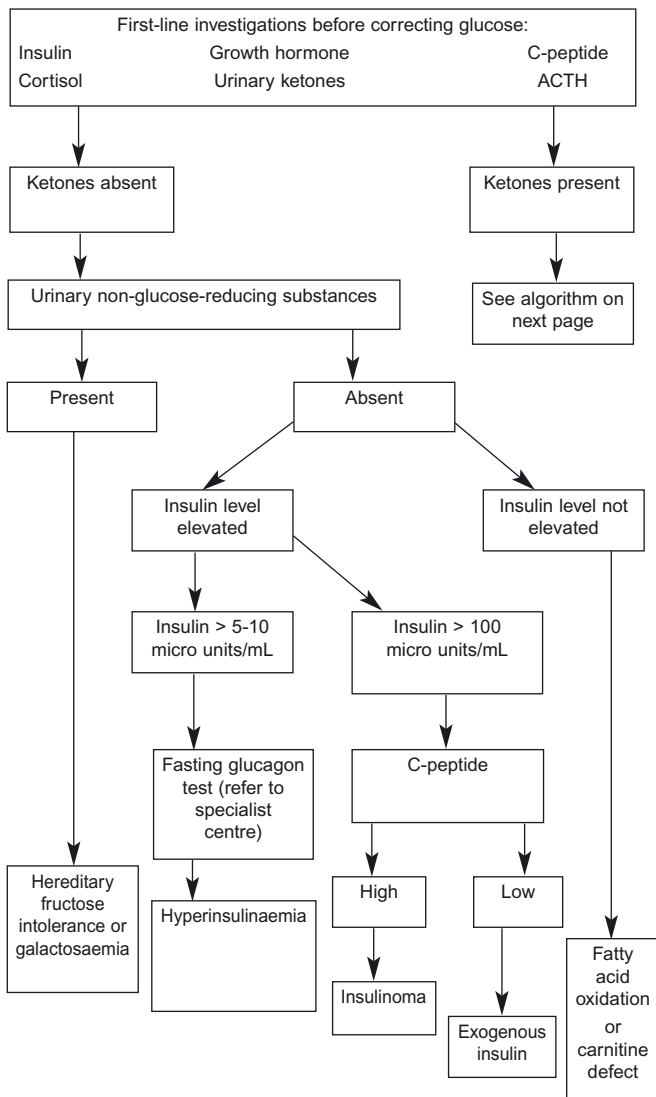 First-line investigations before correcting glucose:
Insulin Growth hormone C-peptide
Cortisol Urinary ketones ACTH
Ketones absent
Ketones present
Urinary non-glucose-reducing substances
See algorithm on
next page
Present
Absent
Insulin level
elevated
Insulin level not
elevated
Insulin > 5-10
micro units/mL
Insulin > 100
micro units/mL
Fasting glucagon
test (refer to
specialist
centre)
C-peptide
Hereditary
fructose
intolerance or
galactosaemia
Hyperinsulinaemia
High
Low
Insulinoma
Exogenous
insulin
Fatty
acid
oxidation
or
carnitine
defect